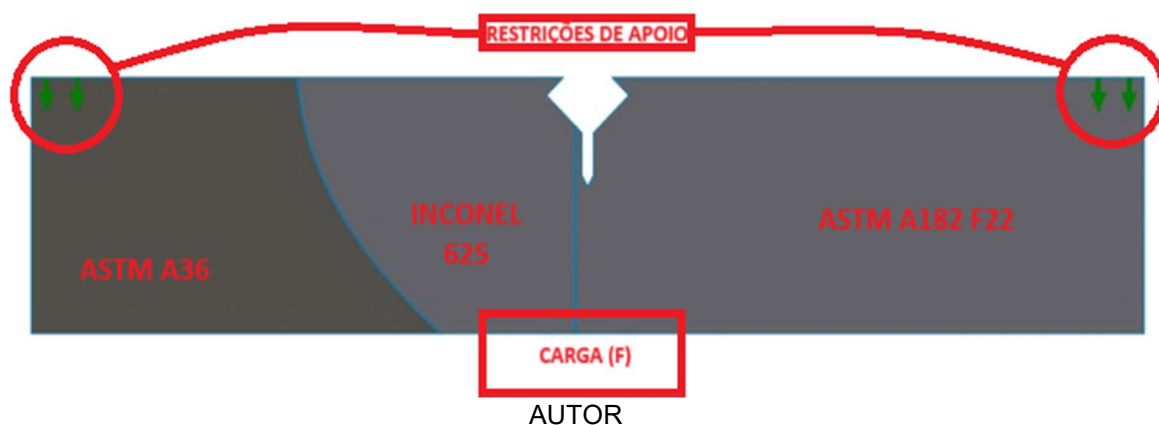 RESTRIÇÕES DE APOIO
INCONEL
625
ASTM A182 F22
ASTM A36
CARGA (F)
AUTOR